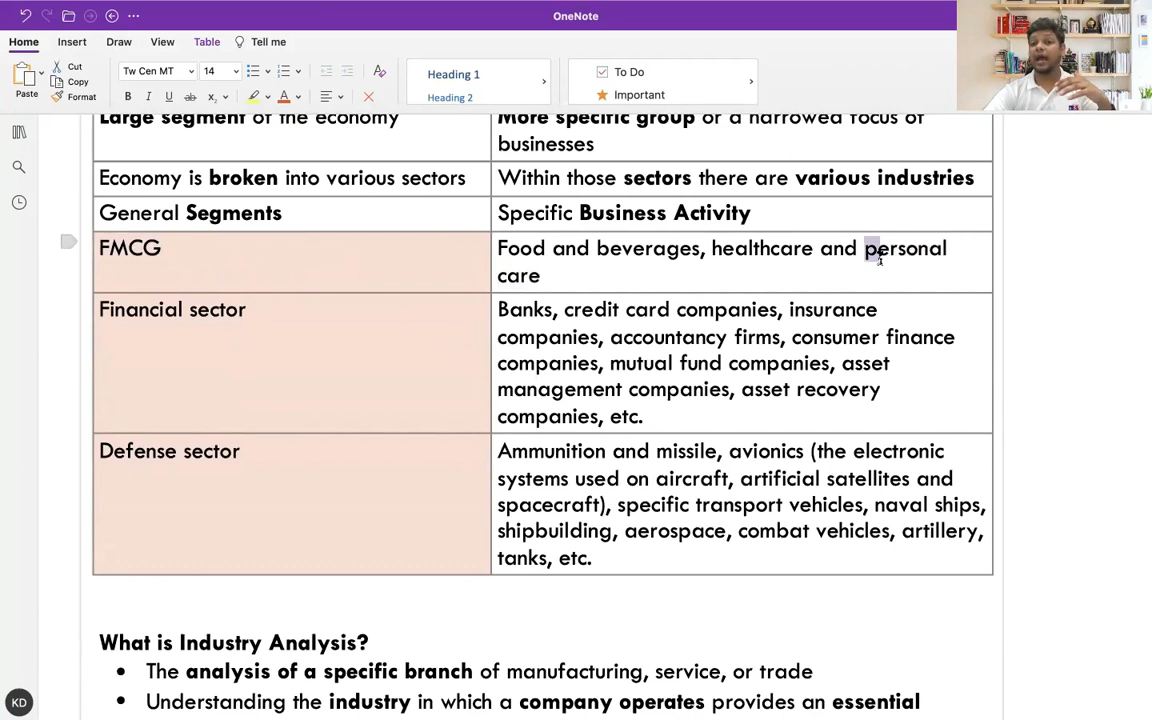 OneNote
Home Insert Draw View Table Tell me
Cut
Copy
Format
Paste
Tw Cen MT 14
B I U ab x₂ A
Heading 1
Heading 2
To Do
Important
Large segment of the economy
More specific group or a narrowed focus of
businesses
Economy is broken into various sectors
Within those sectors there are various industries
General Segments
Specific Business Activity
FMCG
Food and beverages, healthcare and personal
care
Financial sector
Banks, credit card companies, insurance
companies, accountancy firms, consumer finance
companies, mutual fund companies, asset
management companies, asset recovery
companies, etc.
Defense sector
Ammunition and missile, avionics (the electronic
systems used on aircraft, artificial satellites and
spacecraft), specific transport vehicles, naval ships,
shipbuilding, aerospace, combat vehicles, artillery,
tanks, etc.
What is Industry Analysis?
• The analysis of a specific branch of manufacturing, service, or trade
• Understanding the industry in which a company operates provides an essential
KD